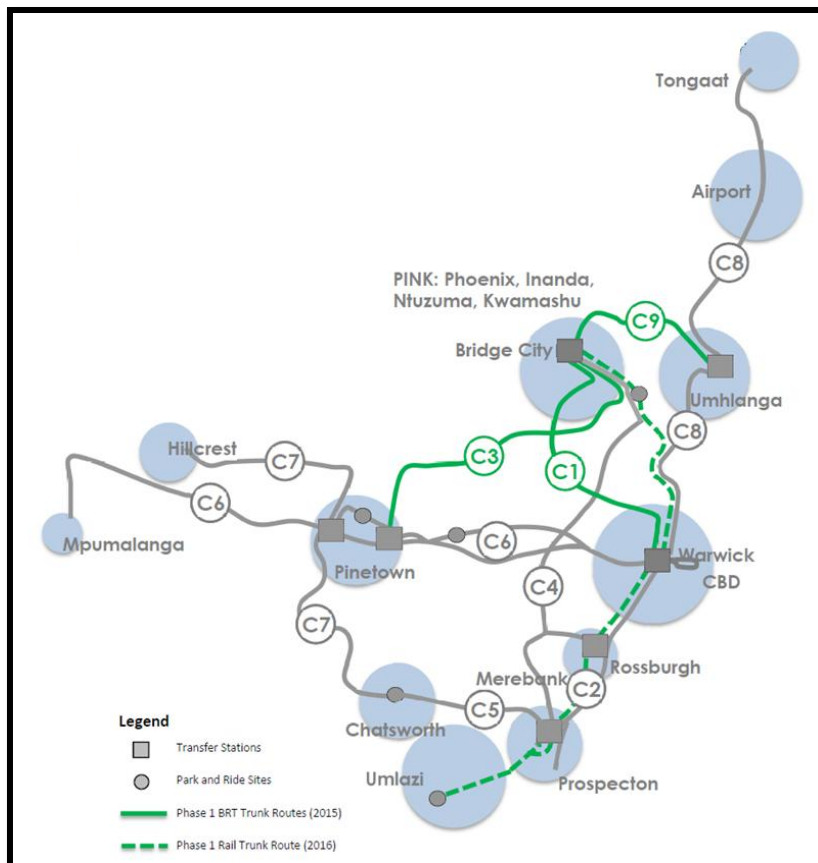 Tongaat
Airport
C8
PINK: Phoenix, Inanda,
Ntuzuma, Kwamashu
C9
Bridge City
Umhlanga
C8
Hillcrest
C7
C3
C1
C6
Mpumalanga
Pinetown
C6
Warwick
CBD
C4
C7
Rossburgh
Merebank
C2
C5
Chatsworth
Umlazi
Prospecton
Legend
Transfer Stations
Park and Ride Sites
Phase 1 BRT Trunk Routes (2015)
Phase 1 Rail Trunk Route (2016)